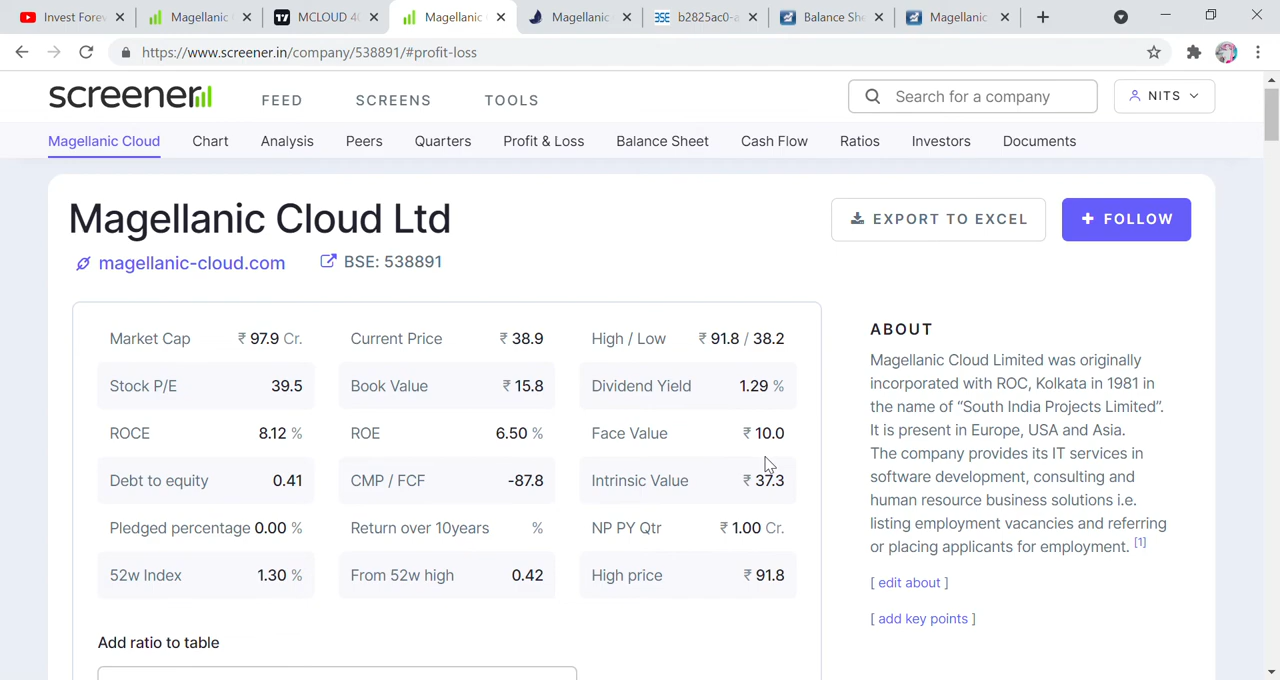 Invest Forev
Magellanic
MCLOUD 40
Magellanic
Magellanic
b2825ac0-a
Balance She
Magellanic
https://www.screener.in/company/538891/#profit-loss
screener
FEED
SCREENS
TOOLS
Search for a company
NITS
Magellanic Cloud
Chart
Analysis
Peers
Quarters
Profit & Loss
Balance Sheet
Cash Flow
Ratios
Investors
Documents
Magellanic Cloud Ltd
EXPORT TO EXCEL
+ FOLLOW
magellanic-cloud.com
BSE: 538891
Market Cap ₹ 97.9 Cr.
Current Price ₹ 38.9
High / Low ₹ 91.8 / 38.2
Stock P/E 39.5
Book Value ₹ 15.8
Dividend Yield 1.29 %
ROCE 8.12 %
ROE 6.50 %
Face Value ₹ 10.0
Debt to equity 0.41
CMP / FCF -87.8
Intrinsic Value ₹ 37.3
Pledged percentage 0.00 %
Return over 10years %
NP PY Qtr ₹ 1.00 Cr.
52w Index 1.30 %
From 52w high 0.42
High price ₹ 91.8
Add ratio to table
ABOUT
Magellanic Cloud Limited was originally
incorporated with ROC, Kolkata in 1981 in
the name of “South India Projects Limited”.
It is present in Europe, USA and Asia.
The company provides its IT services in
software development, consulting and
human resource business solutions i.e.
listing employment vacancies and referring
or placing applicants for employment. [1]
[ edit about ]
[ add key points ]